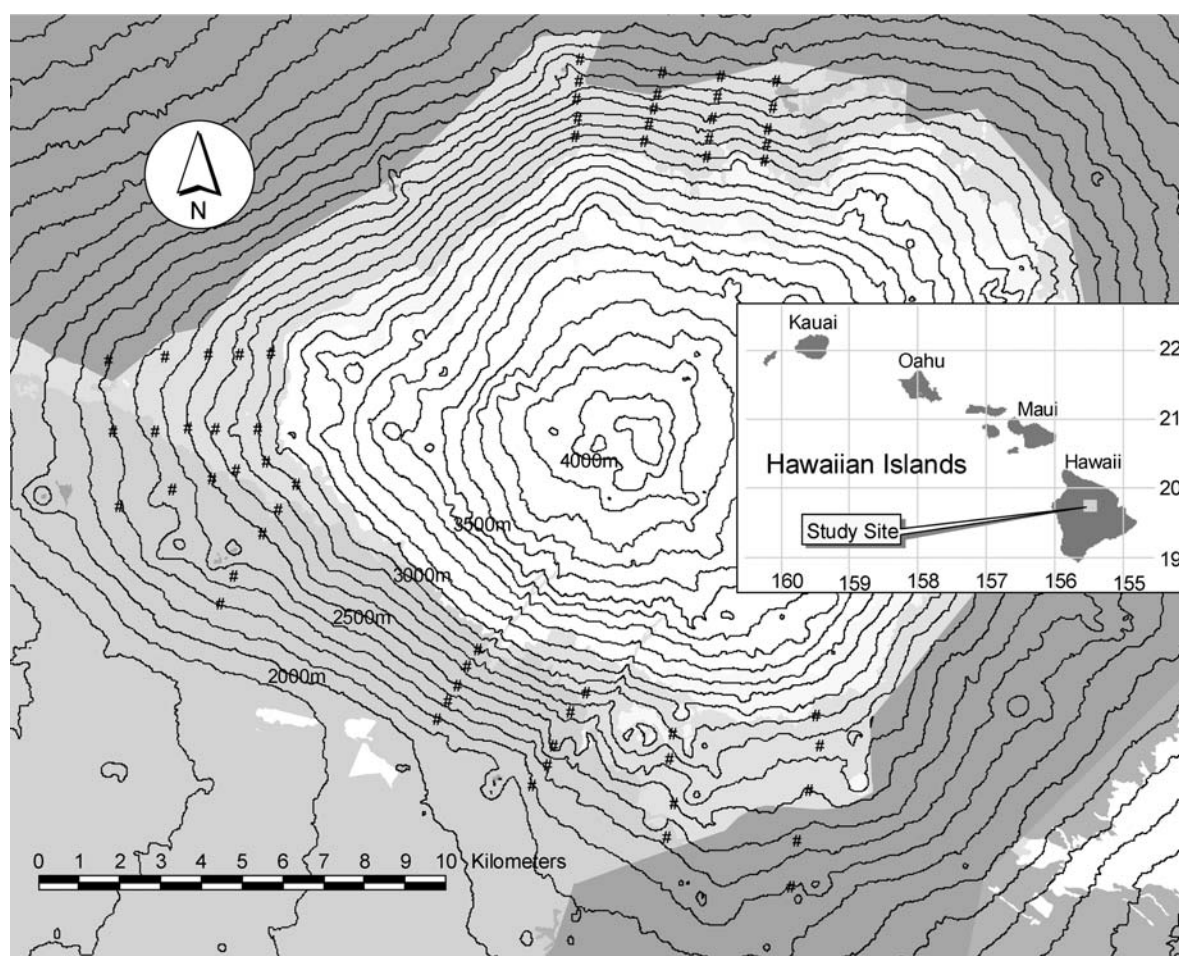 N
Kauai
Oahu
Maui
Hawaii
Hawaiian Islands
Study Site
22
21
20
19
160 159 158 157 156 155
4000m
3500m
3000m
2500m
2000m
0 1 2 3 4 5 6 7 8 9 10 Kilometers